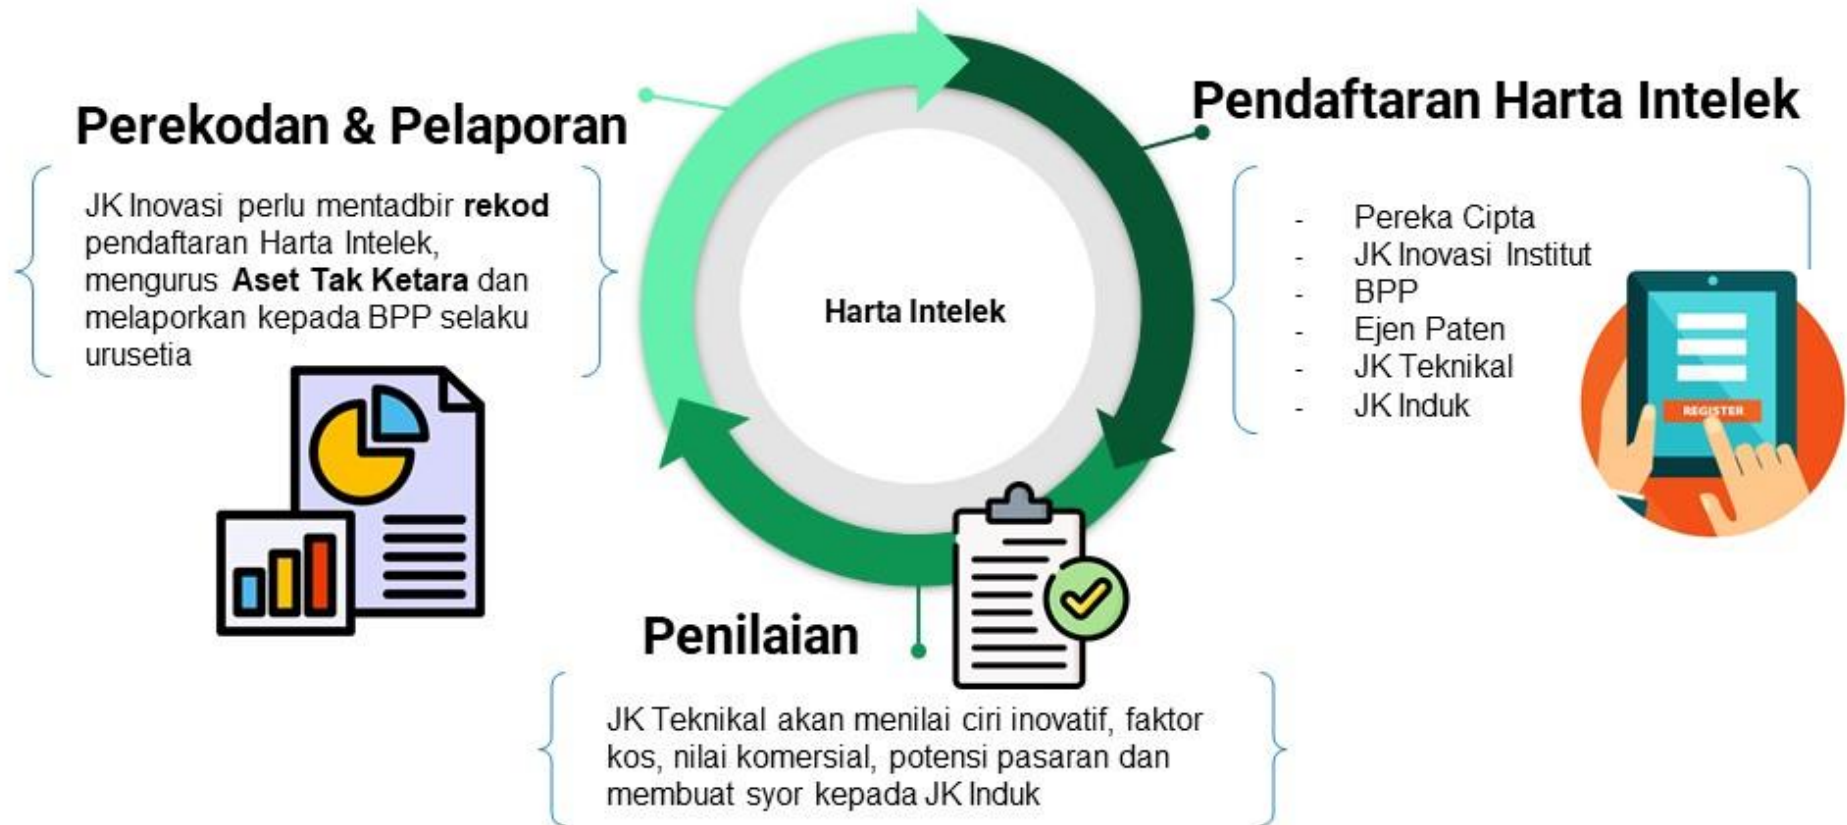 Perekodan & Pelaporan
JK Inovasi perlu mentadbir rekod
pendaftaran Harta Intelek,
mengurus Aset Tak Ketara dan
melaporkan kepada BPP selaku
urusetia
Harta Intelek
Pendaftaran Harta Intelek
- Pereka Cipta
- JK Inovasi Institut
- BPP
- Ejen Paten
- JK Teknikal
- JK Induk
REGISTER
Penilaian
JK Teknikal akan menilai ciri inovatif, faktor
kos, nilai komersial, potensi pasaran dan
membuat syor kepada JK Induk